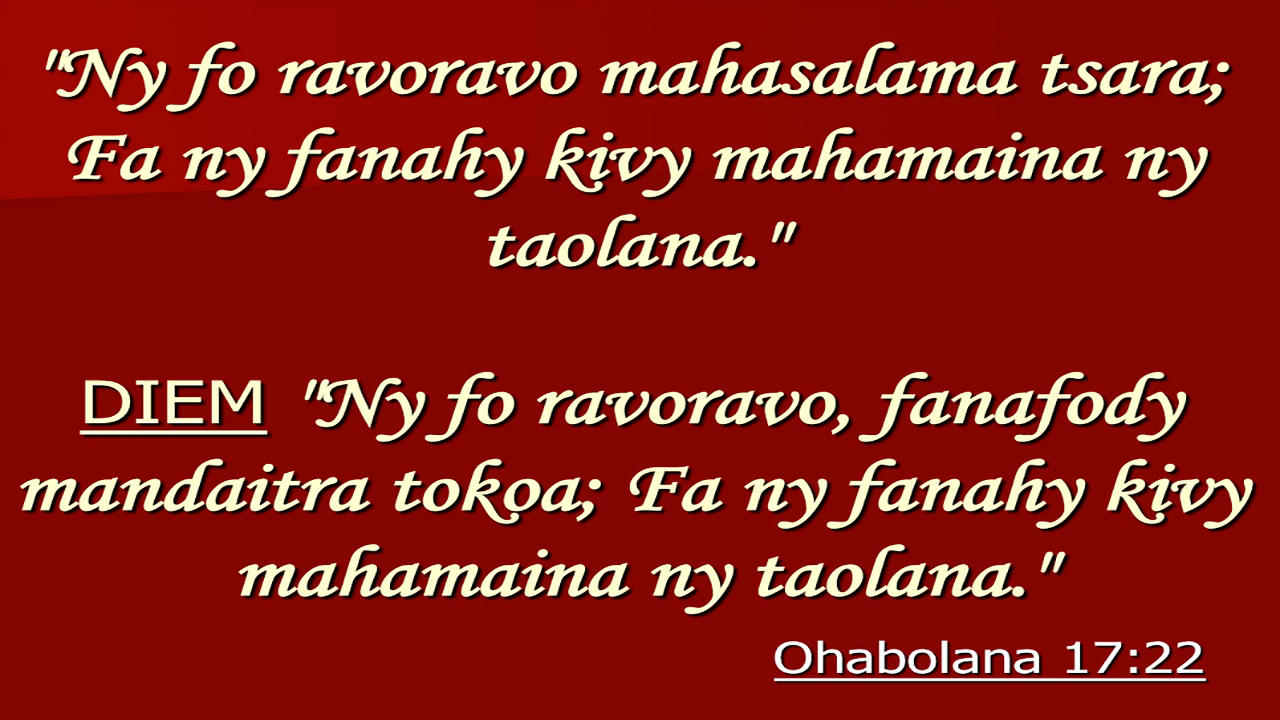 "Ny fo ravoravo mahasalama tsara;
Fa ny fanahy kivy mahamaina ny
taolana."
DIEM "Ny fo ravoravo, fanafody
mandaitra tokoa; Fa ny fanahy kivy
mahamaina ny taolana."
Ohabolana 17:22